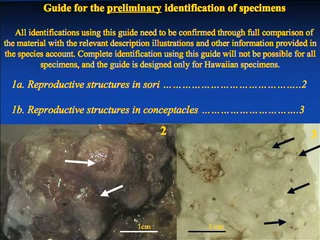 Guide for the preliminary identification of specimens
All identifications using this guide need to be confirmed through full comparison of
the material with the relevant description illustrations and other information provided in
the species account. Complete identification using this guide will not be possible for all
specimens, and the guide is designed only for Hawaiian specimens.
1a. Reproductive structures in sori ……………………………………..2
1b. Reproductive structures in conceptacles ………………………….3
2
1cm